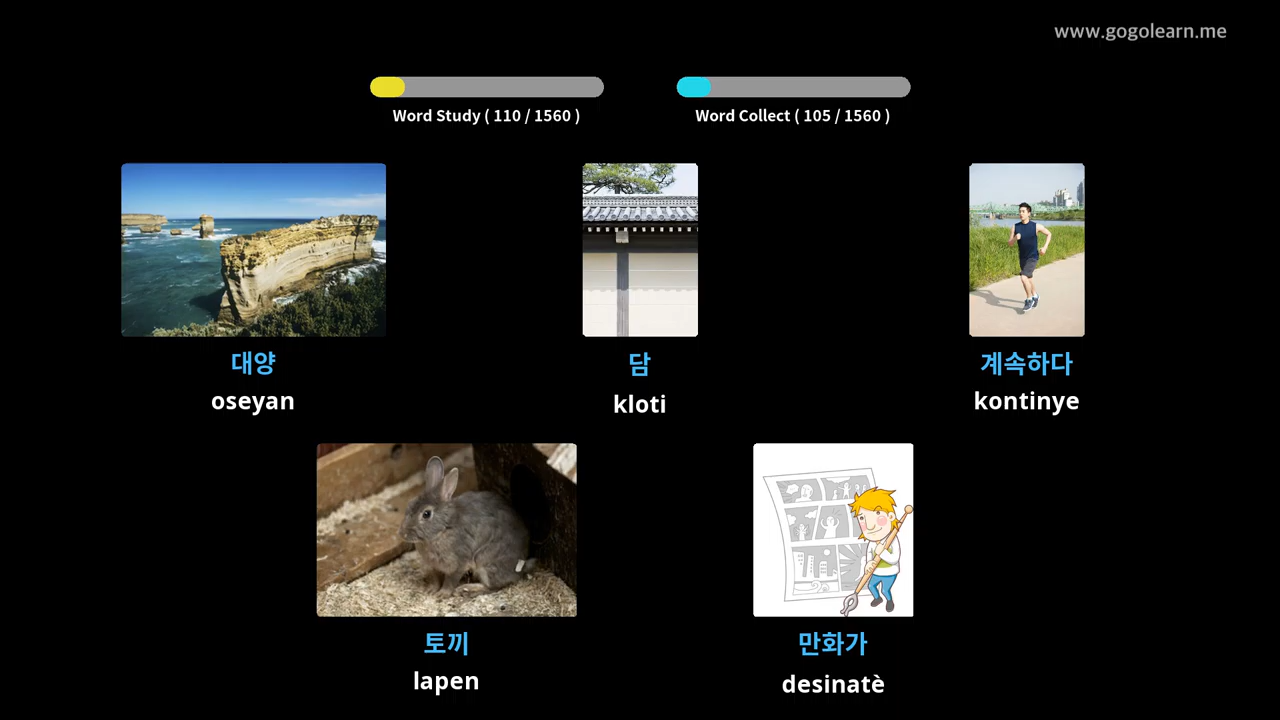 www.gogolearn.me
Word Study ( 110 / 1560 )
Word Collect ( 105 / 1560 )
대양
oseyan
담
kloti
계속하다
kontinye
토끼
lapen
만화가
desinatè